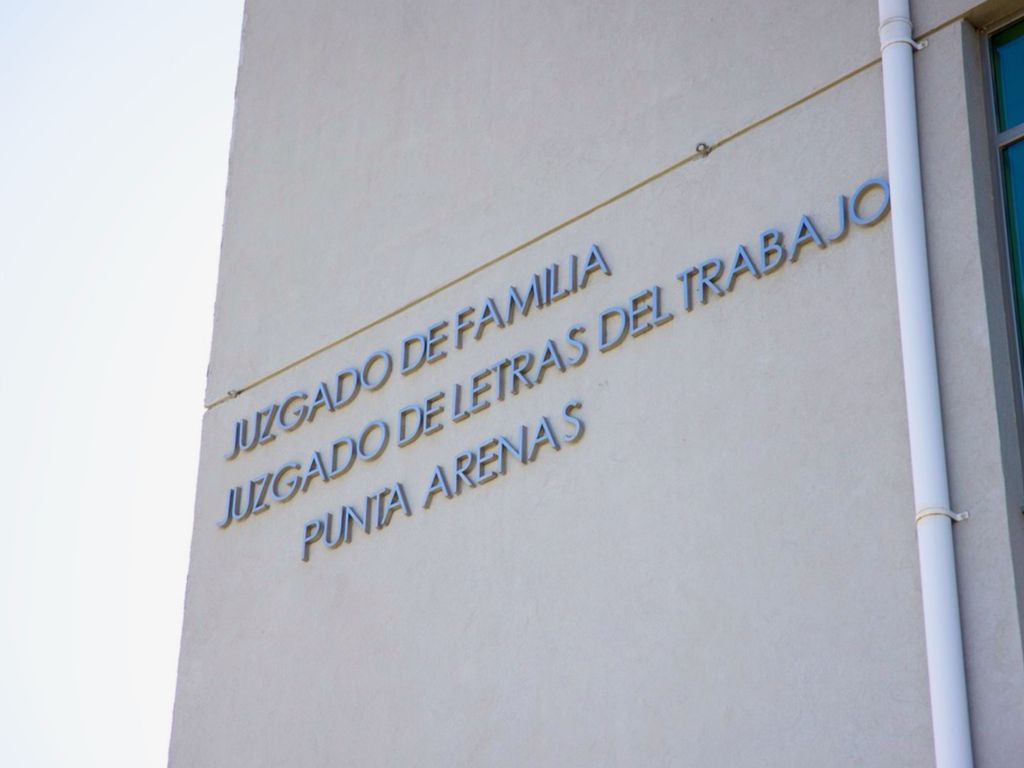 JUZGADO DE FAMILIA
JUZGADO DE LETRAS DEL TRABAJO
PUNTA ARENAS